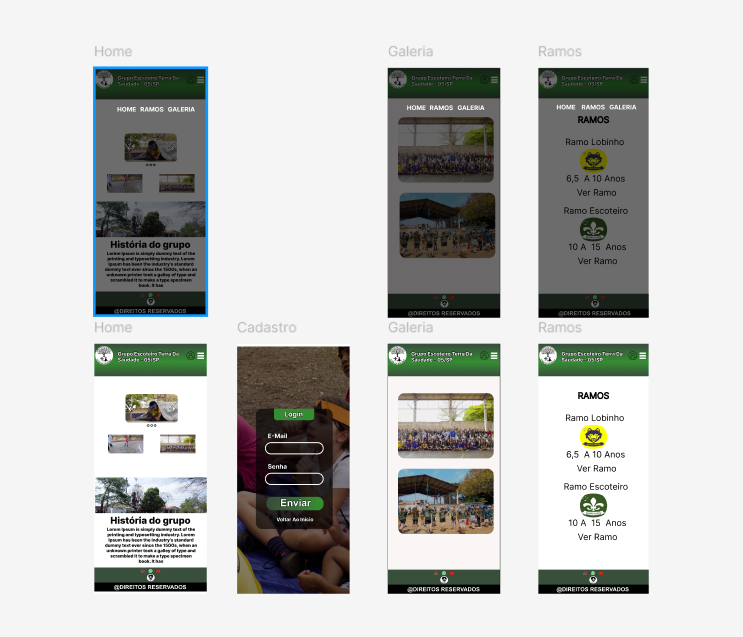 Home
Galeria
Ramos
Grupo Escoteiro Terra Da
Saudade - 05/SP
HOME RAMOS GALERIA
História do grupo
Lorem Ipsum is simply dummy text of the
printing and typesetting industry. Lorem
Ipsum has been the industry's standard
dummy text ever since the 1500s, when an
unknown printer took a galley of type and
scrambled it to make a type specimen
book. It has
@DIREITOS RESERVADOS
Grupo Escoteiro Terra Da
Saudade - 05/SP
HOME RAMOS GALERIA
@DIREITOS RESERVADOS
Grupo Escoteiro Terra Da
Saudade - 05/SP
HOME RAMOS GALERIA
RAMOS
Ramo Lobinho
6,5 A 10 Anos
Ver Ramo
Ramo Escoteiro
10 A 15 Anos
Ver Ramo
@DIREITOS RESERVADOS
Home
Cadastro
Galeria
Ramos
Grupo Escoteiro Terra Da
Saudade - 05/SP
História do grupo
Lorem Ipsum is simply dummy text of the
printing and typesetting industry. Lorem
Ipsum has been the industry's standard
dummy text ever since the 1500s, when an
unknown printer took a galley of type and
scrambled it to make a type specimen
book. It has
@DIREITOS RESERVADOS
Login
E-Mail
Senha
Enviar
Voltar Ao Inicio
Grupo Escoteiro Terra Da
Saudade - 05/SP
@DIREITOS RESERVADOS
Grupo Escoteiro Terra Da
Saudade - 05/SP
RAMOS
Ramo Lobinho
6,5 A 10 Anos
Ver Ramo
Ramo Escoteiro
10 A 15 Anos
Ver Ramo
@DIREITOS RESERVADOS